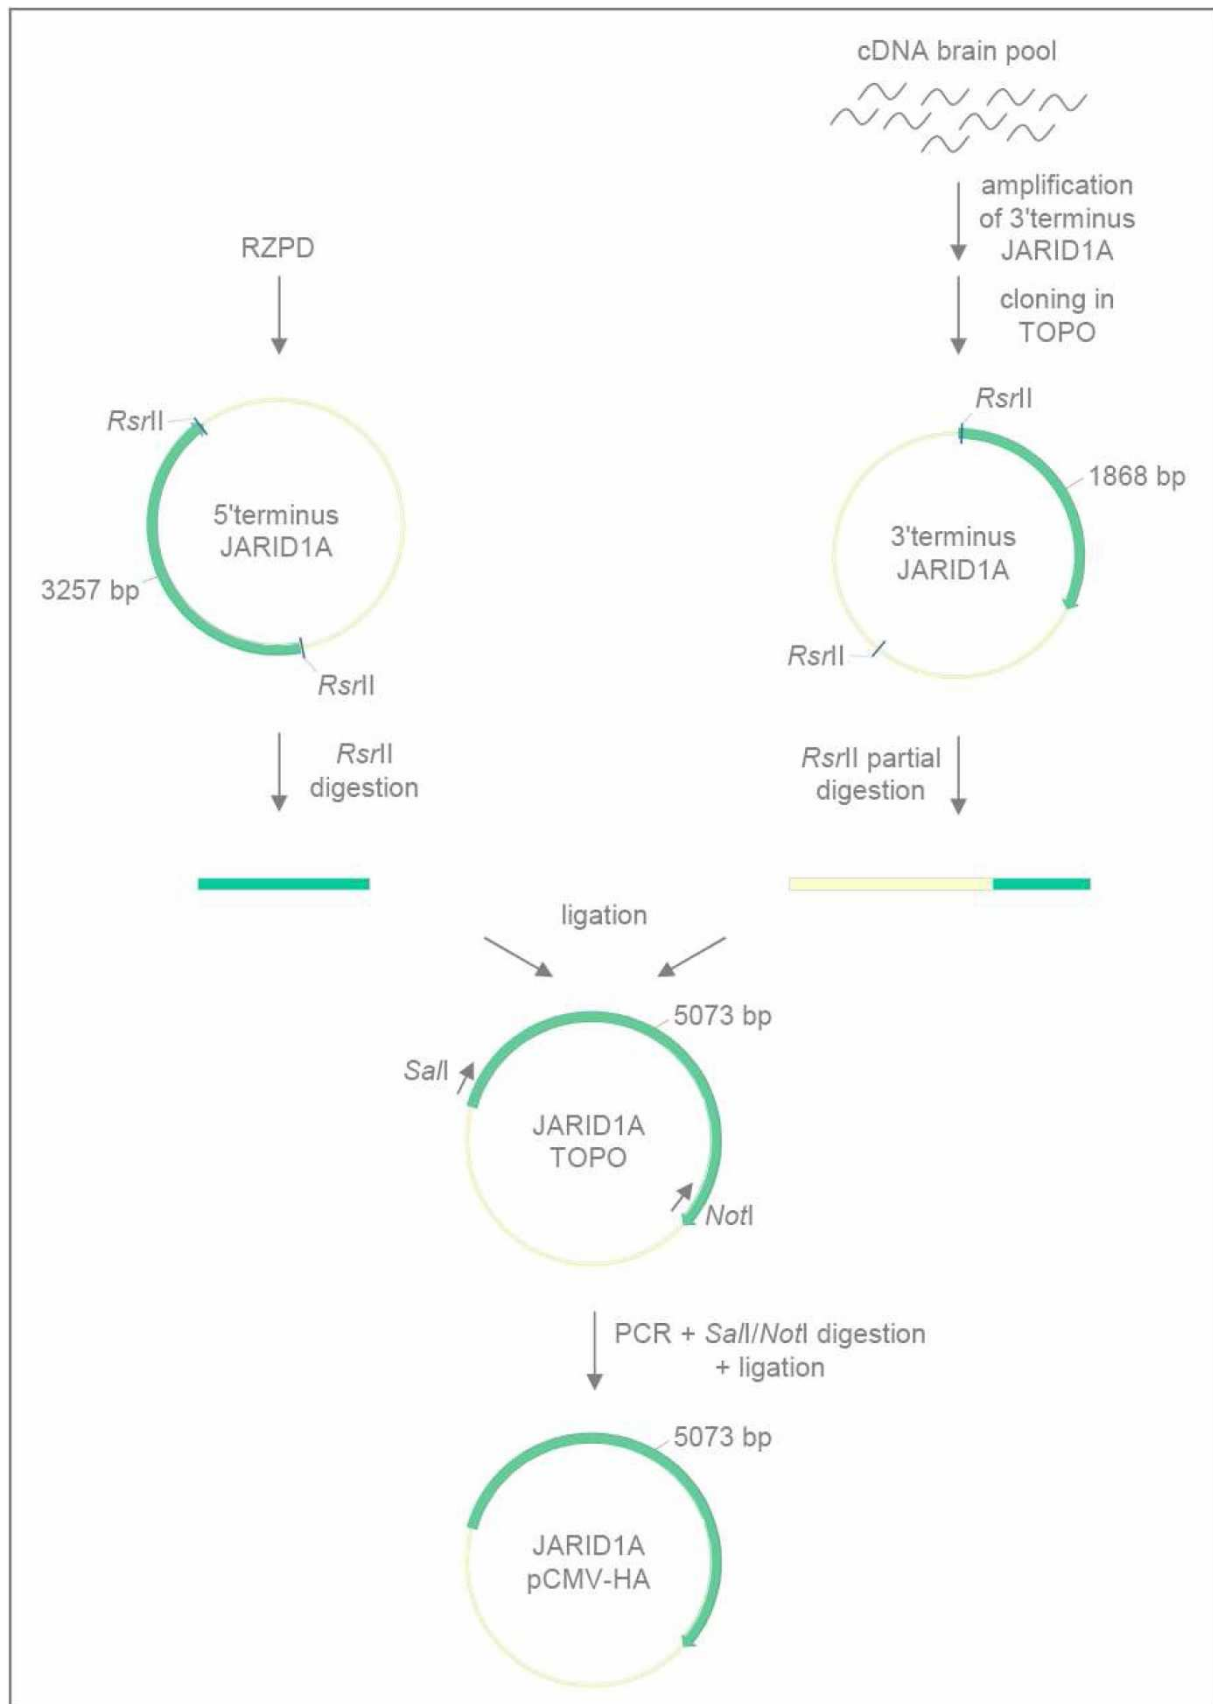 cDNA brain pool
amplification
of 3'terminus
JARID1A
RZPD
cloning in
TOPO
RsrII
5'terminus
JARID1A
3257 bp
RsrII
RsrII
1868 bp
3'terminus
JARID1A
RsrII
RsrII
digestion
RsrII partial
digestion
ligation
5073 bp
SalI
JARID1A
TOPO
NotI
PCR + SalI/NotI digestion
+ ligation
5073 bp
JARID1A
pCMV-HA